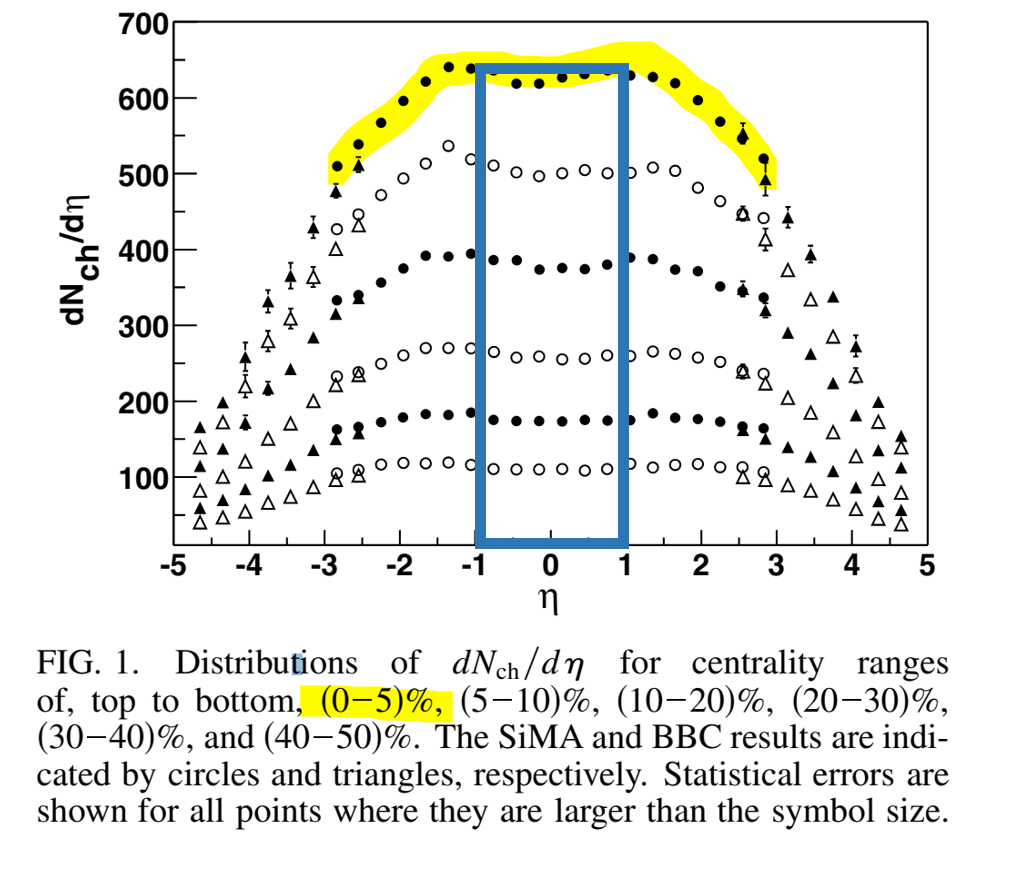 700
600
500
400
300
200
100
dN_ch/dη
-5 -4 -3 -2 -1 0 1 2 3 4 5
η
FIG. 1. Distributions of dN_ch/dη for centrality ranges
of, top to bottom, (0−5)%, (5−10)%, (10−20)%, (20−30)%,
(30−40)%, and (40−50)%. The SiMA and BBC results are indi-
cated by circles and triangles, respectively. Statistical errors are
shown for all points where they are larger than the symbol size.